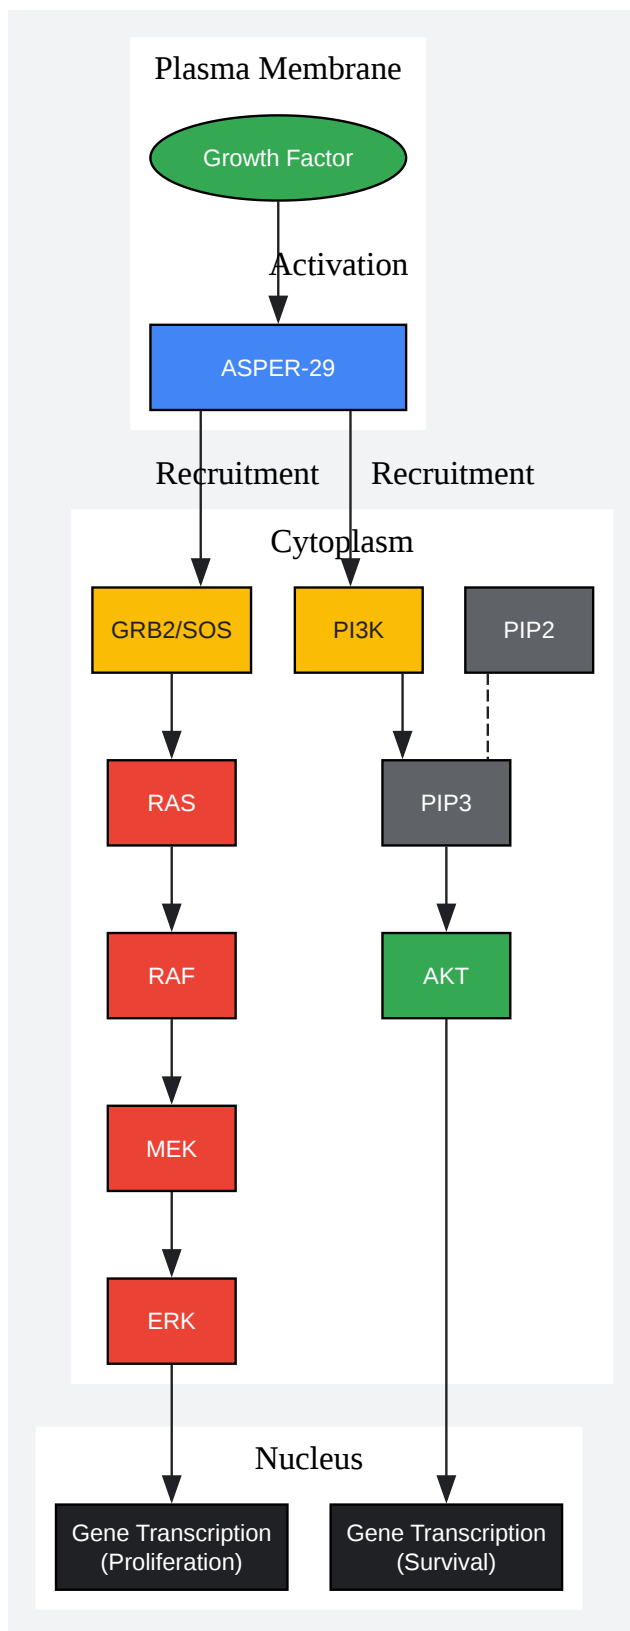 Plasma Membrane
Growth Factor
Activation
ASPER-29
Recruitment
Recruitment
Cytoplasm
GRB2/SOS
PI3K
PIP2
RAS
PIP3
RAF
AKT
MEK
ERK
Nucleus
Gene Transcription
(Proliferation)
Gene Transcription
(Survival)